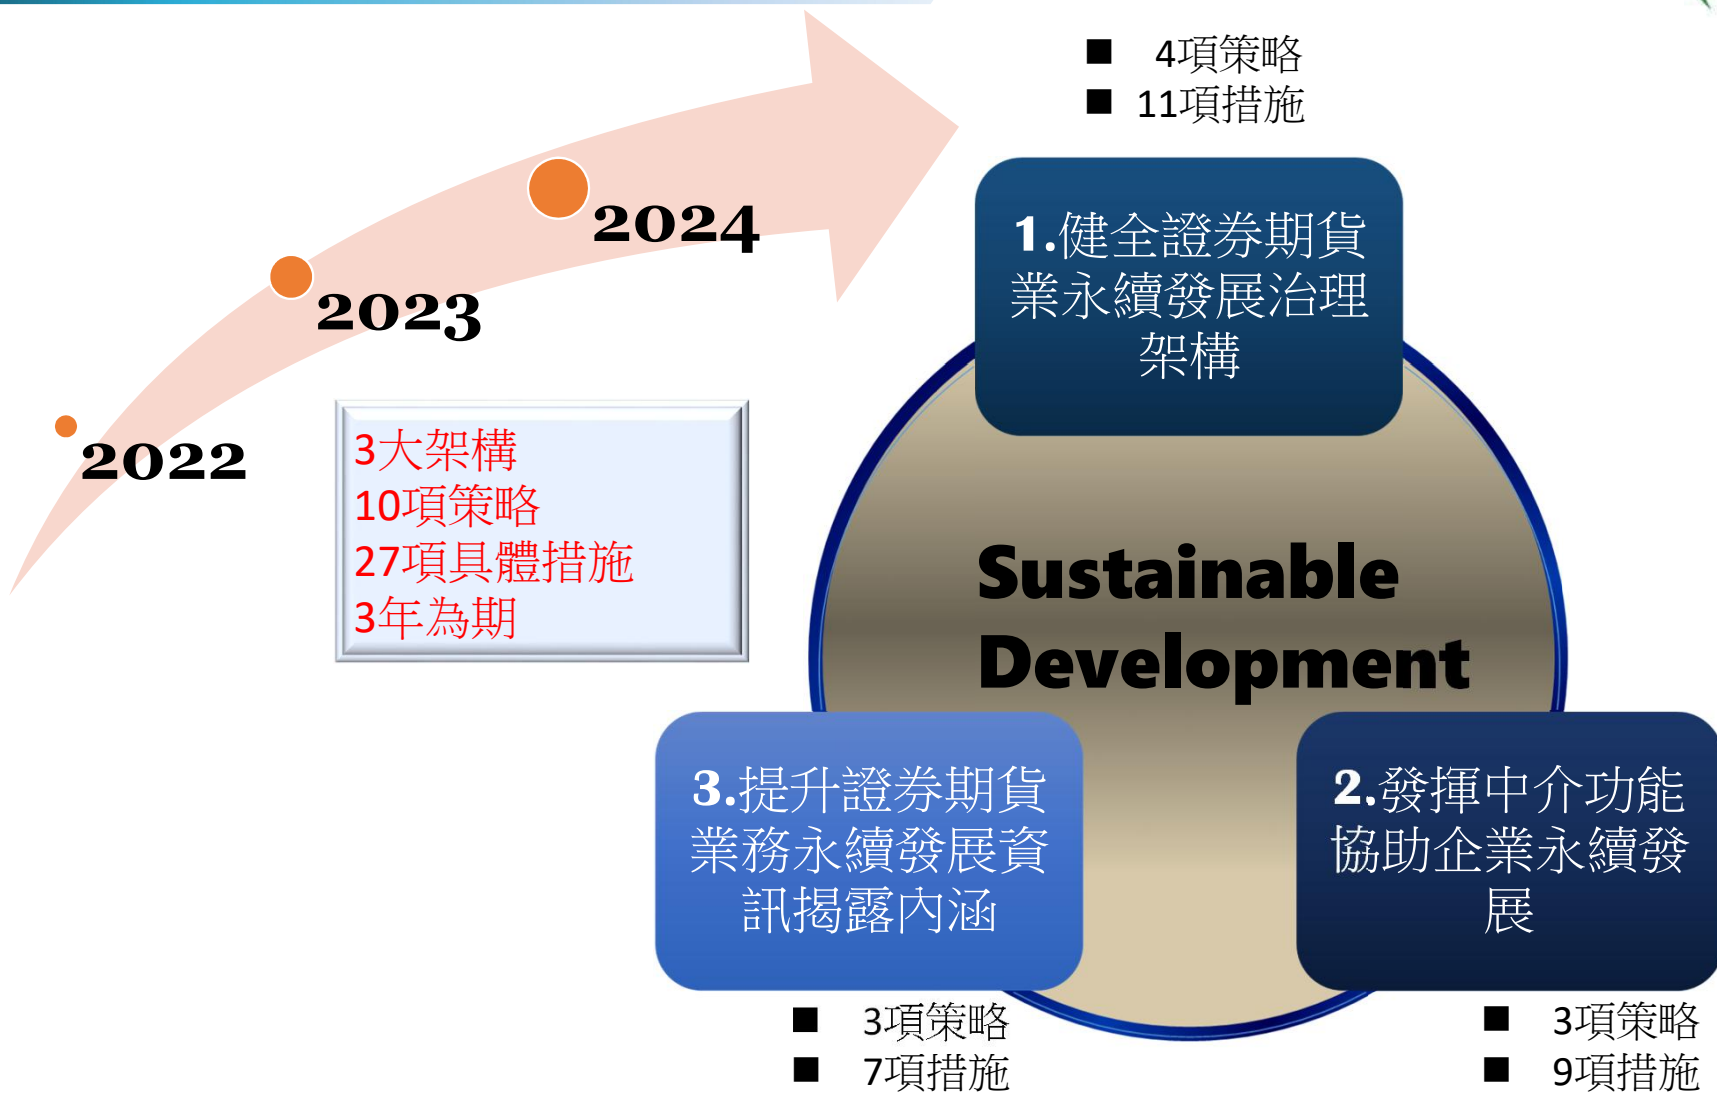 4項策略
11項措施
2024
2023
2022
3大架構
10項策略
27項具體措施
3年為期
1.健全證券期貨
業永續發展治理
架構
Sustainable
Development
3.提升證券期貨
業務永續發展資
訊揭露內涵
3項策略
7項措施
2.發揮中介功能
協助企業永續發
展
3項策略
9項措施